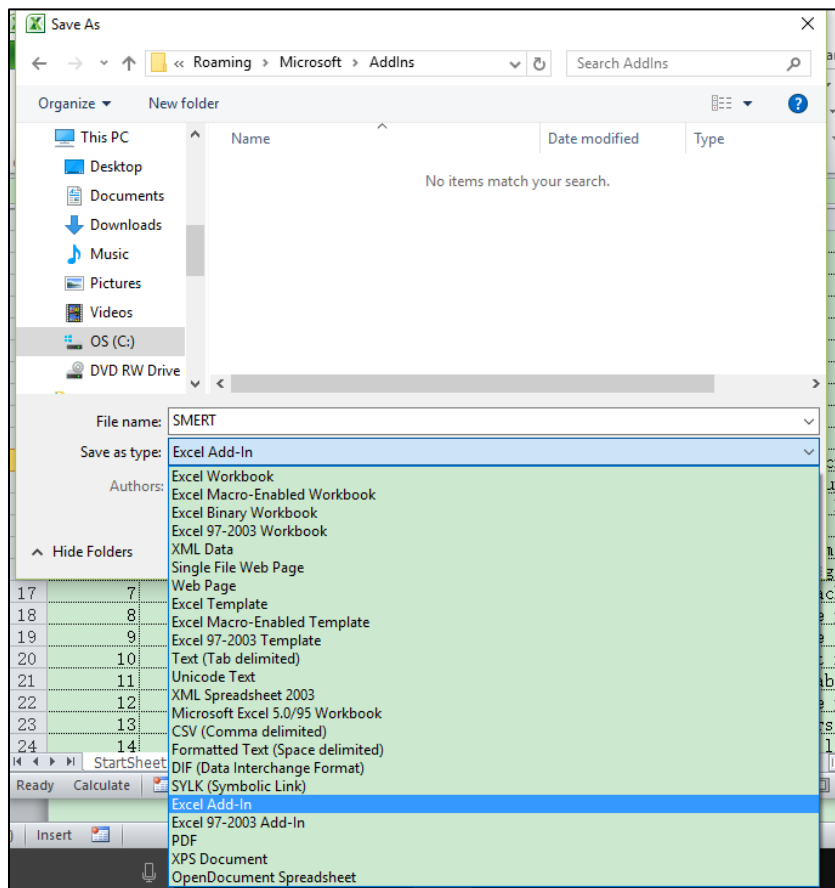 Save As
« Roaming > Microsoft > AddIns
Search AddIns
Organize
New folder
This PC
Desktop
Documents
Downloads
Music
Pictures
Videos
OS (C:)
DVD RW Drive
Name
Date modified
Type
No items match your search.
File name: SMERT
Save as type: Excel Add-In
Authors:
Excel Workbook
Excel Macro-Enabled Workbook
Excel Binary Workbook
Excel 97-2003 Workbook
XML Data
Single File Web Page
Web Page
Excel Template
Excel Macro-Enabled Template
Excel 97-2003 Template
Text (Tab delimited)
Unicode Text
XML Spreadsheet 2003
Microsoft Excel 5.0/95 Workbook
CSV (Comma delimited)
Formatted Text (Space delimited)
DIF (Data Interchange Format)
SYLK (Symbolic Link)
Excel Add-In
Excel 97-2003 Add-In
PDF
XPS Document
OpenDocument Spreadsheet
Hide Folders
17 7
18 8
19 9
20 10
21 11
22 12
23 13
24 14
StartSheet
Ready Calculate
Insert